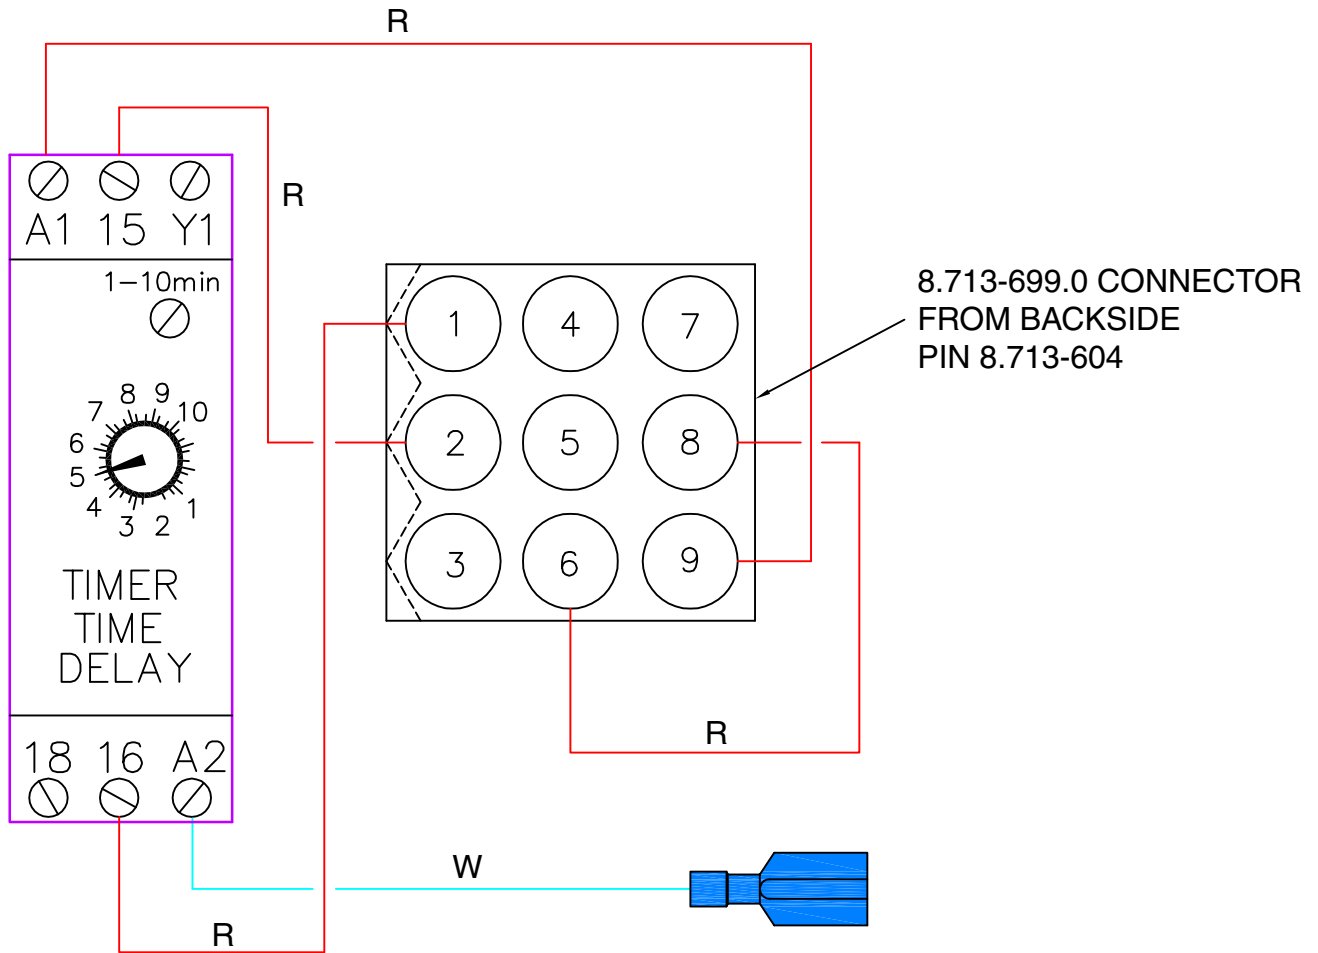 R
A1 15 Y1
R
1-10min
8.713-699.0 CONNECTOR
FROM BACKSIDE
PIN 8.713-604
1 4 7
2 5 8
3 6 9
8 9
7 10
6
5
4 1
3 2
TIMER
TIME
DELAY
R
18 16 A2
W
R